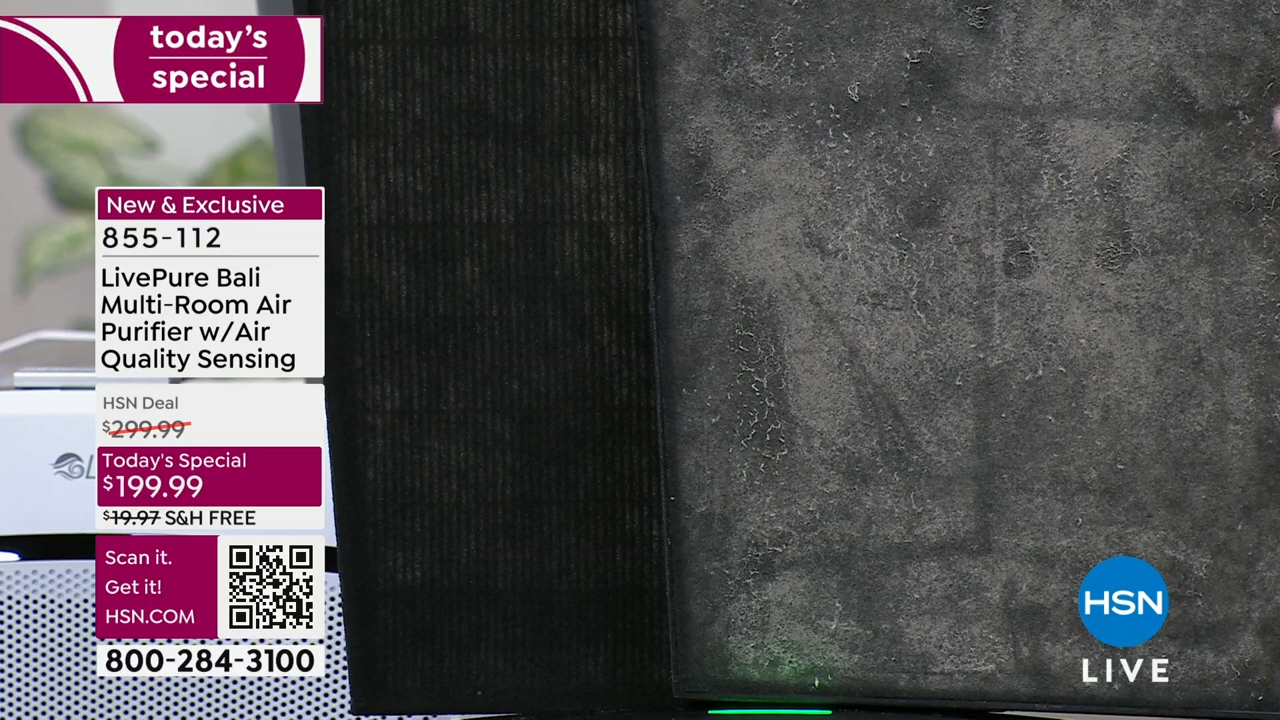 today's
special
New & Exclusive
855-112
LivePure Bali
Multi-Room Air
Purifier w/Air
Quality Sensing
HSN Deal
$299.99
Today's Special
$199.99
$19.97 S&H FREE
Scan it.
Get it!
HSN.COM
800-284-3100
HSN
LIVE